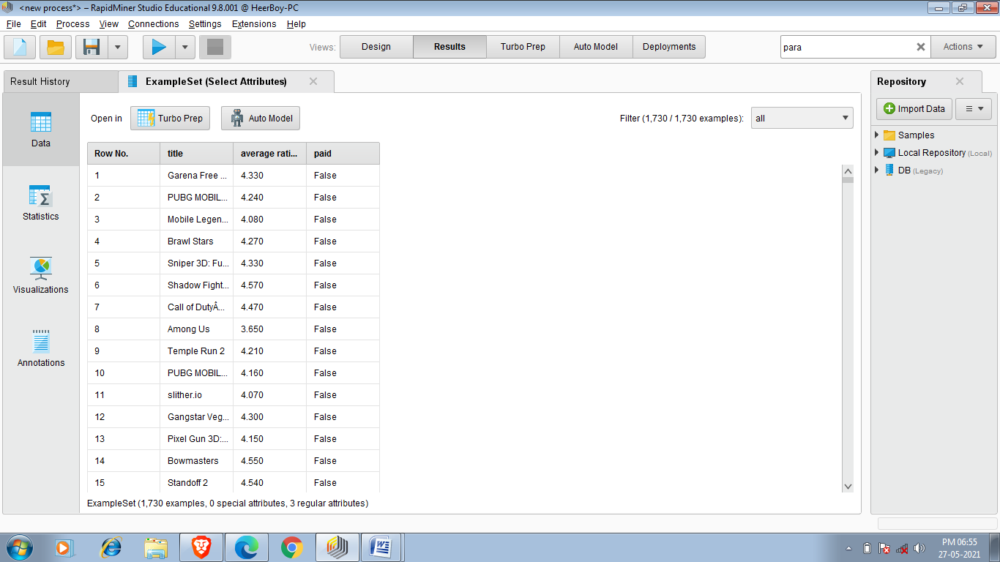 <new process*> – RapidMiner Studio Educational 9.8.001 @ HeerBoy-PC
File Edit Process View Connections Settings Extensions Help
Views: Design Results Turbo Prep Auto Model Deployments para Actions
Result History ExampleSet (Select Attributes) Repository
Open in Turbo Prep Auto Model Filter (1,730 / 1,730 examples): all
Import Data
Data
Statistics
Visualizations
Annotations
Samples
Local Repository (Local)
DB (Legacy)
Row No. title average rati... paid
1 Garena Free ... 4.330 False
2 PUBG MOBIL... 4.240 False
3 Mobile Legen... 4.080 False
4 Brawl Stars 4.270 False
5 Sniper 3D: Fu... 4.330 False
6 Shadow Fight... 4.570 False
7 Call of DutyÂ... 4.470 False
8 Among Us 3.650 False
9 Temple Run 2 4.210 False
10 PUBG MOBIL... 4.160 False
11 slither.io 4.070 False
12 Gangstar Veg... 4.300 False
13 Pixel Gun 3D:... 4.150 False
14 Bowmasters 4.550 False
15 Standoff 2 4.540 False
ExampleSet (1,730 examples, 0 special attributes, 3 regular attributes)
PM 06:55
27-05-2021